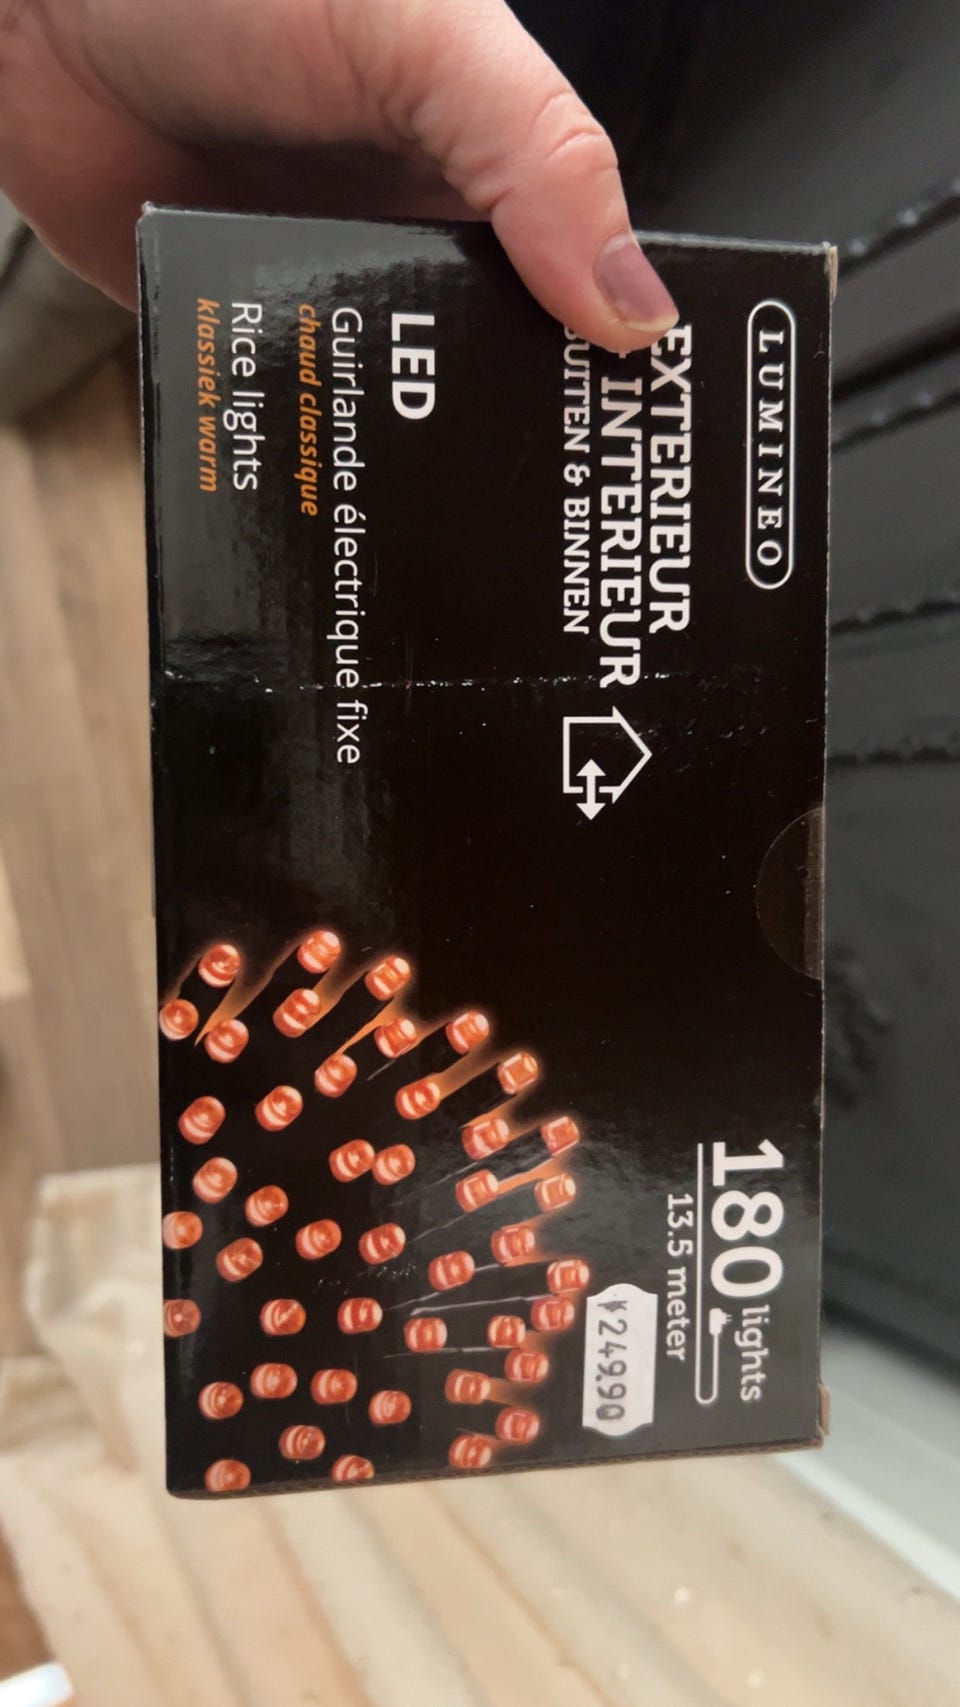 LUMINEO
EXTERIEUR
INTERIEUR
BUITEN & BINNEN
LED
Guirlande électrique fixe
chaud classique
Rice lights
klassiek warm
180 lights
13.5 meter
249.90